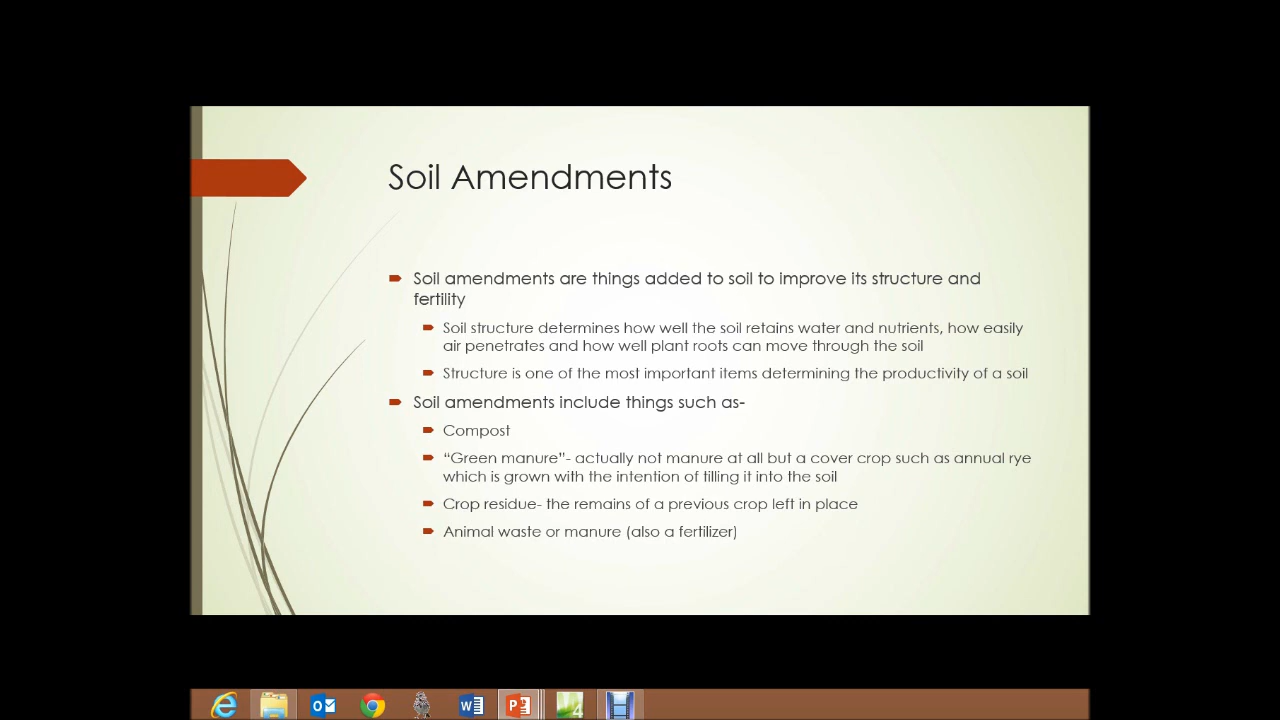 Soil Amendments
Soil amendments are things added to soil to improve its structure and
fertility
Soil structure determines how well the soil retains water and nutrients, how easily
air penetrates and how well plant roots can move through the soil
Structure is one of the most important items determining the productivity of a soil
Soil amendments include things such as-
Compost
“Green manure”- actually not manure at all but a cover crop such as annual rye
which is grown with the intention of tilling it into the soil
Crop residue- the remains of a previous crop left in place
Animal waste or manure (also a fertilizer)